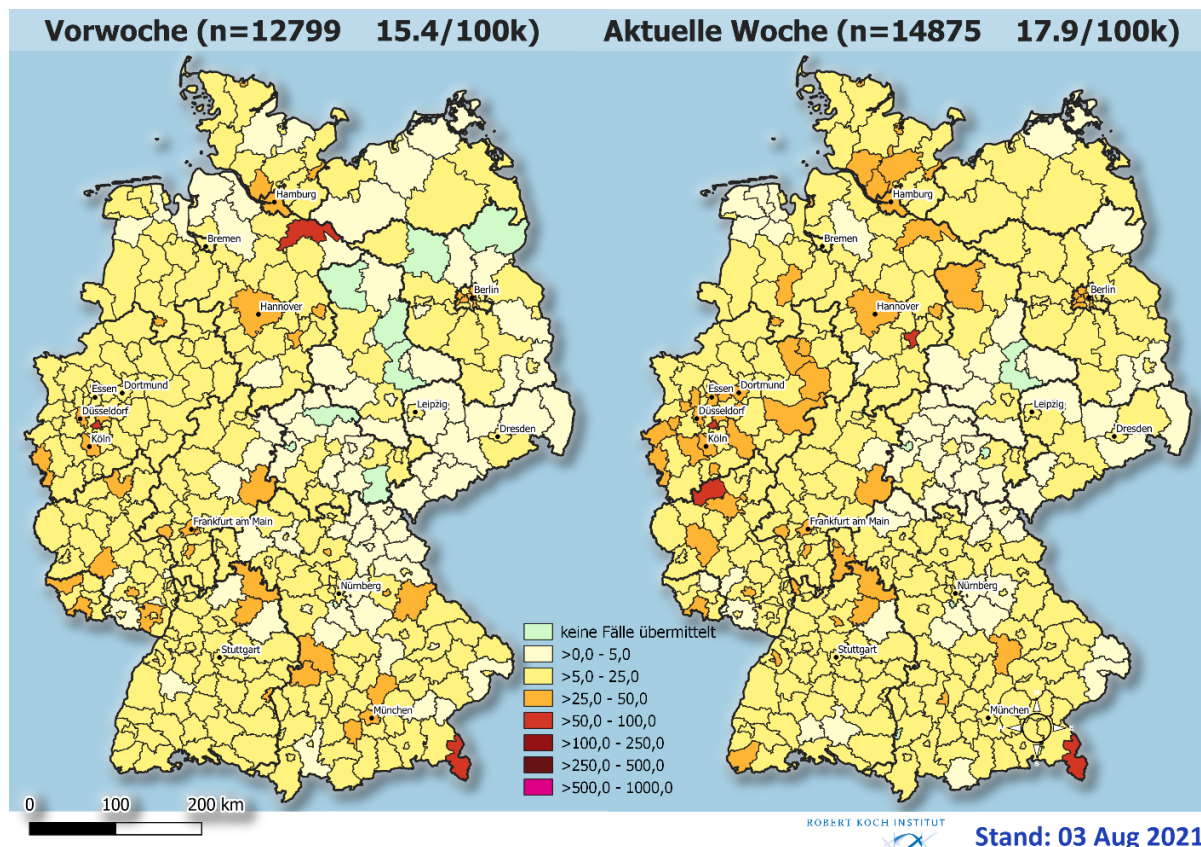 Vorwoche (n=12799 15.4/100k)
Aktuelle Woche (n=14875 17.9/100k)
Hamburg
Bremen
Berlin
Hannover
Essen
Dortmund
Düsseldorf
Köln
Leipzig
Dresden
Frankfurt am Main
Nürnberg
Stuttgart
München
Hamburg
Bremen
Berlin
Hannover
Essen
Dortmund
Düsseldorf
Köln
Leipzig
Dresden
Frankfurt am Main
Nürnberg
Stuttgart
München
keine Fälle übermittelt
>0,0 - 5,0
>5,0 - 25,0
>25,0 - 50,0
>50,0 - 100,0
>100,0 - 250,0
>250,0 - 500,0
>500,0 - 1000,0
0 100 200 km
ROBERT KOCH INSTITUT
Stand: 03 Aug 2021